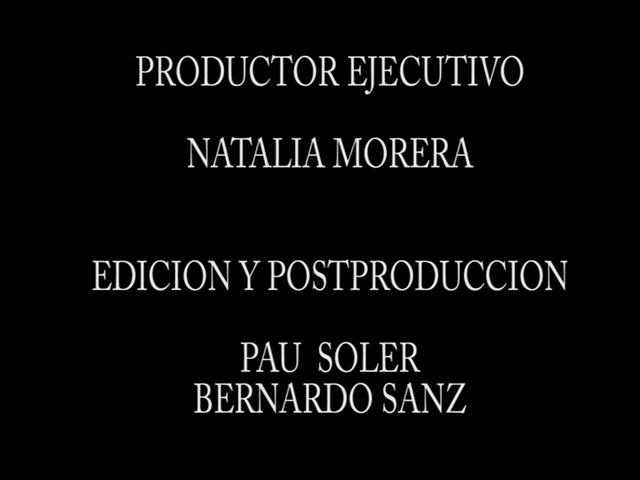 PRODUCTOR EJECUTIVO
NATALIA MORERA
EDICION Y POSTPRODUCCION
PAU SOLER
BERNARDO SANZ